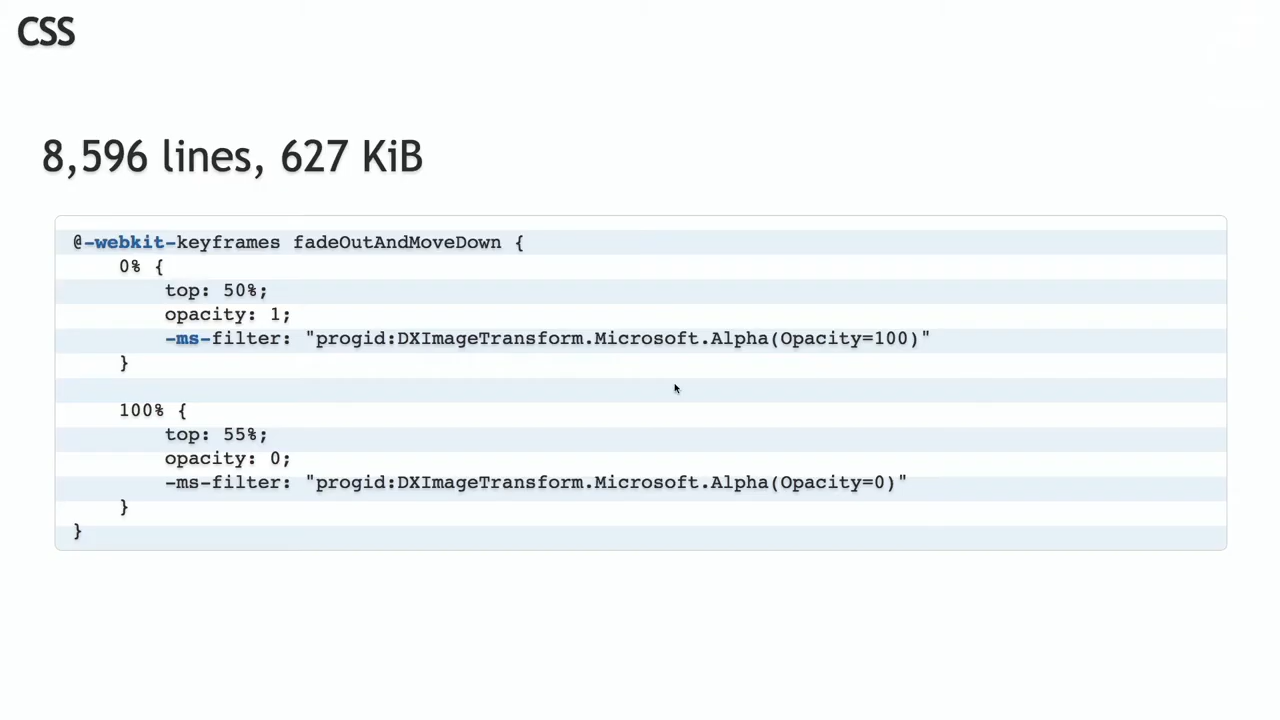 CSS
8,596 lines, 627 KiB
@-webkit-keyframes fadeOutAndMoveDown {
    0% {
        top: 50%;
        opacity: 1;
        -ms-filter: "progid:DXImageTransform.Microsoft.Alpha(Opacity=100)"
    }

    100% {
        top: 55%;
        opacity: 0;
        -ms-filter: "progid:DXImageTransform.Microsoft.Alpha(Opacity=0)"
    }
}